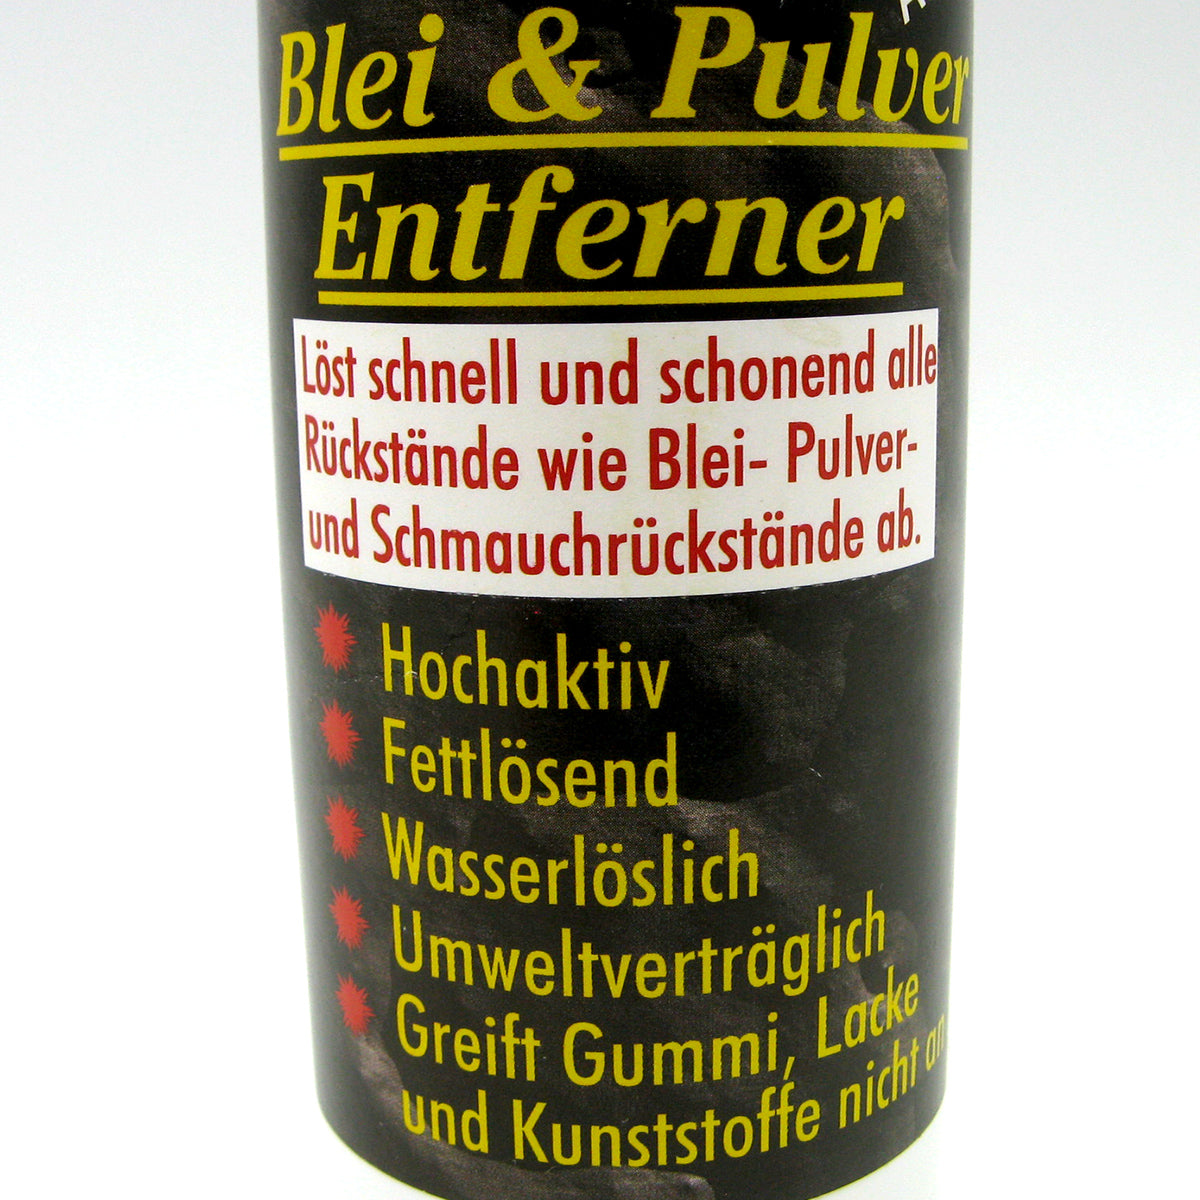 Blei & Pulver
Entferner
Löst schnell und schonend alle
Rückstände wie Blei- Pulver-
und Schmauchrückstände ab.
Hochaktiv
Fettlösend
Wasserlöslich
Umweltverträglich
Greift Gummi, Lacke
und Kunststoffe nicht an